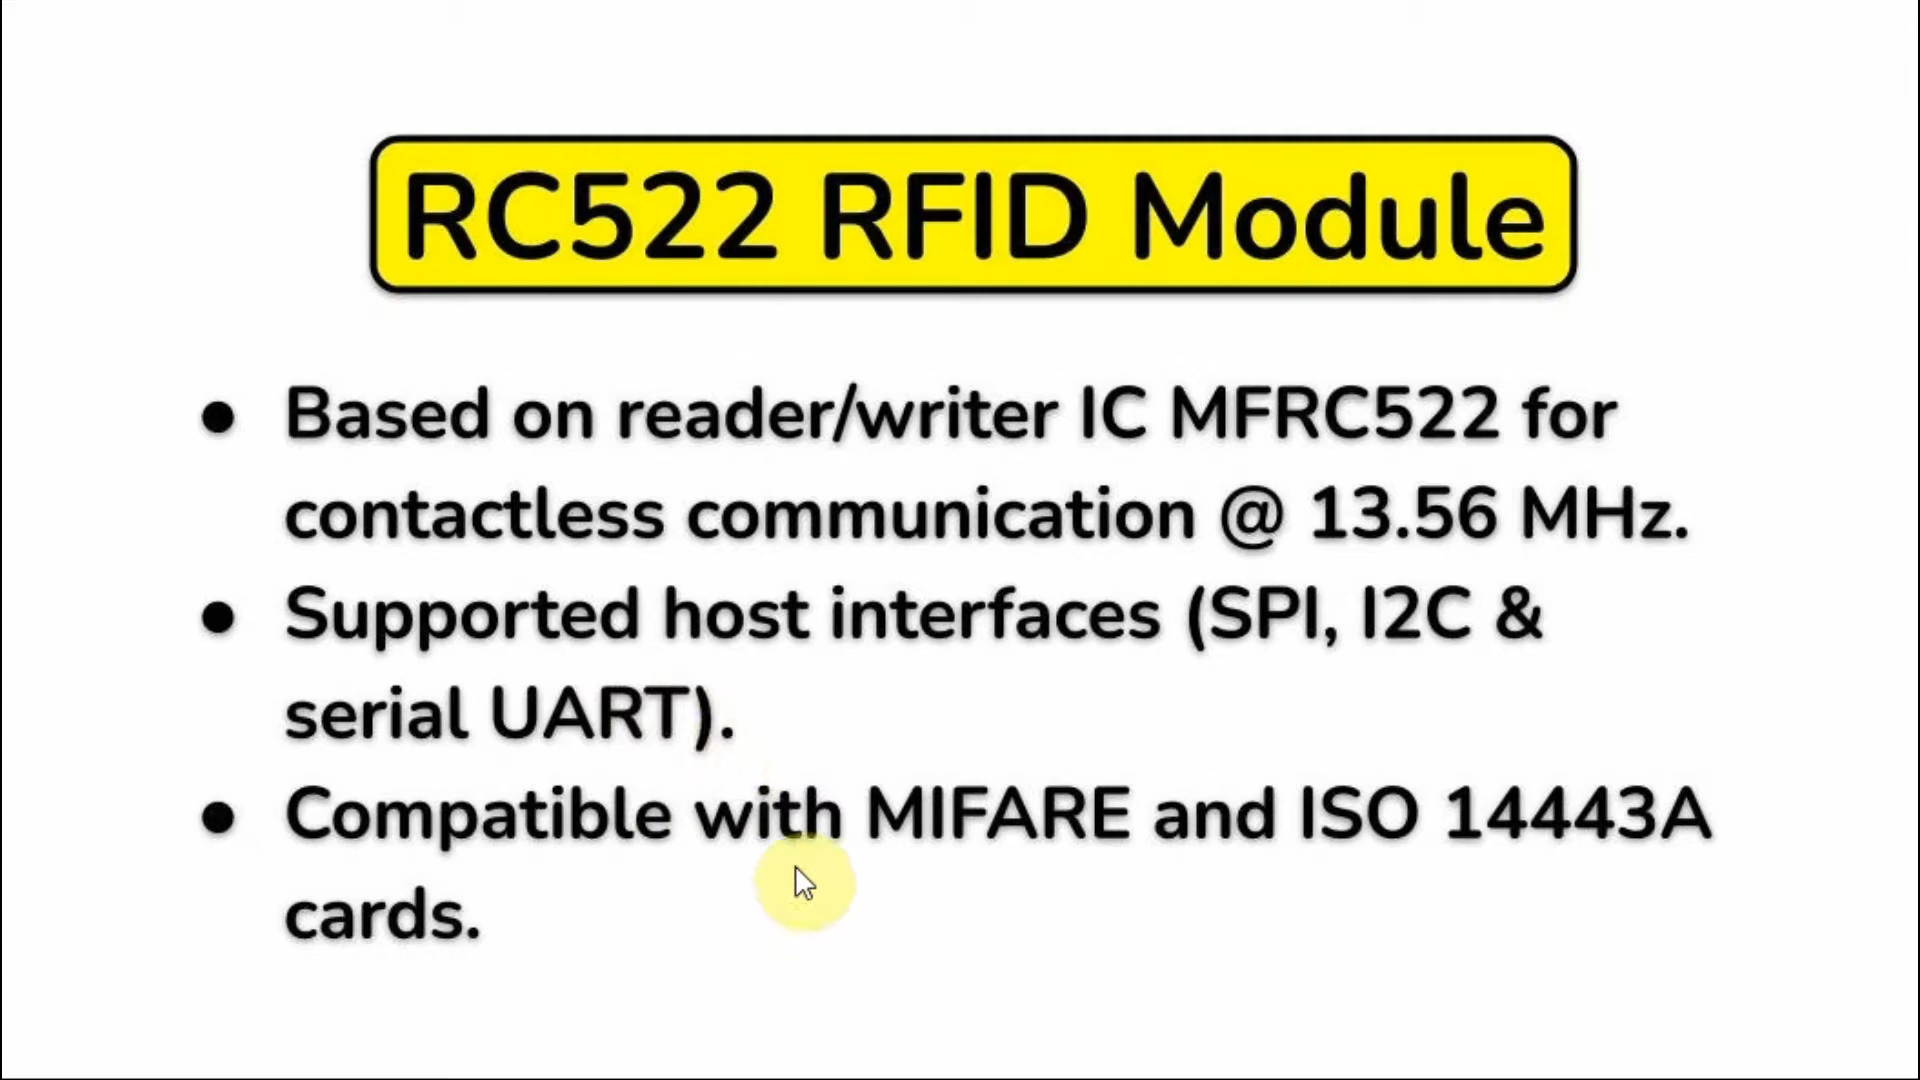 RC522 RFID Module
● Based on reader/writer IC MFRC522 for
contactless communication @ 13.56 MHz.
● Supported host interfaces (SPI, I2C &
serial UART).
● Compatible with MIFARE and ISO 14443A
cards.